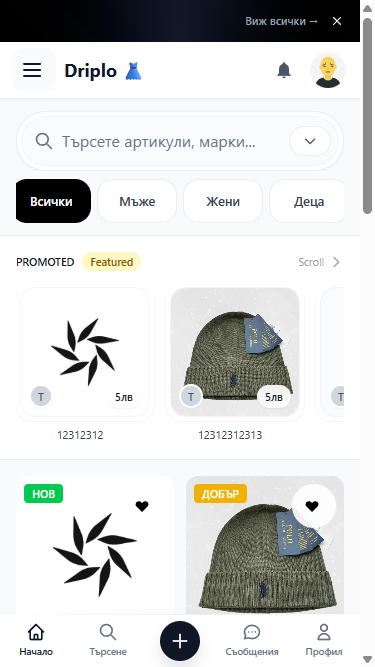 Виж всички →
Driplo
Търсете артикули, марки...
Всички Мъже Жени Деца
PROMOTED Featured Scroll
T 5лв T 5лв T
12312312 12312312313
НОВ ДОБЪР
Начало Търсене Съобщения Профил